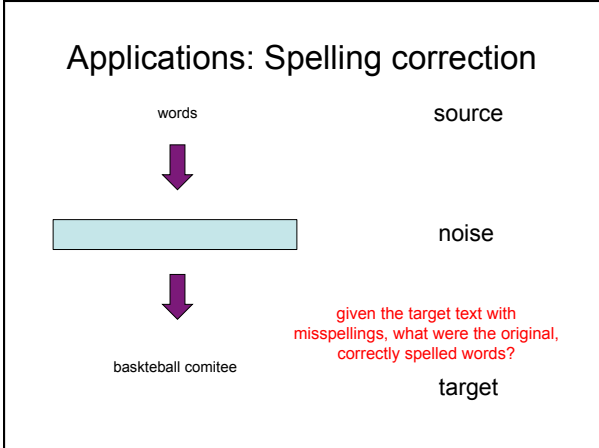 Applications: Spelling correction
words
source
noise
given the target text with
misspellings, what were the original,
correctly spelled words?
baskteball comitee
target